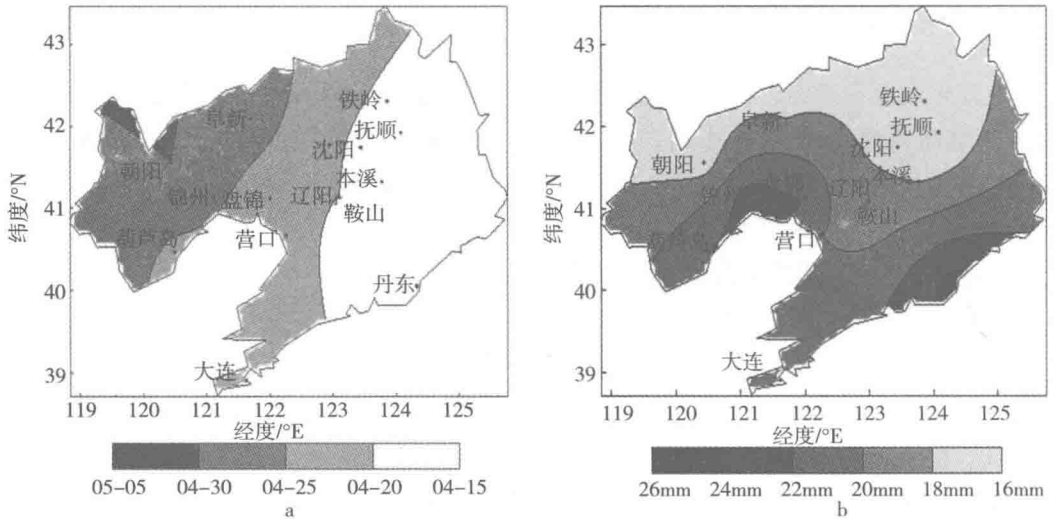 43
42
41
40
39
纬度/°N
铁岭
抚顺
沈阳
阜新
本溪
朝阳
辽阳
锦州
盘锦
鞍山
葫芦岛
营口
丹东
大连
119 120 121 122 123 124 125
经度/°E
05-05 04-30 04-25 04-20 04-15
a
43
42
41
40
39
纬度/°N
铁岭
阜新
抚顺
沈阳
朝阳
本溪
辽阳
鞍山
营口
大连
119 120 121 122 123 124 125
经度/°E
26mm 24mm 22mm 20mm 18mm 16mm
b